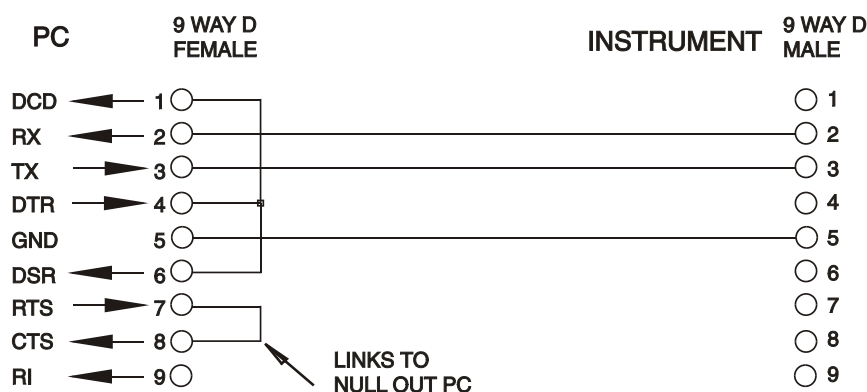 PC
9 WAY D
FEMALE
INSTRUMENT
9 WAY D
MALE
DCD 1 1
RX 2 2
TX 3 3
DTR 4 4
GND 5 5
DSR 6 6
RTS 7 7
CTS 8 8
RI 9 9
LINKS TO
NULL OUT PC